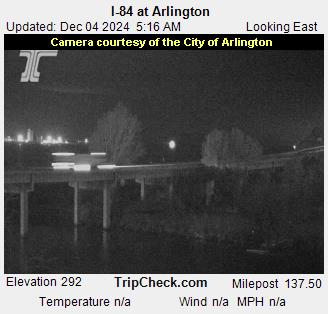 I-84 at Arlington
Updated: Dec 04 2024 5:16 AM Looking East
Camera courtesy of the City of Arlington
Elevation 292 TripCheck.com Milepost 137.50
Temperature n/a Wind n/a MPH n/a